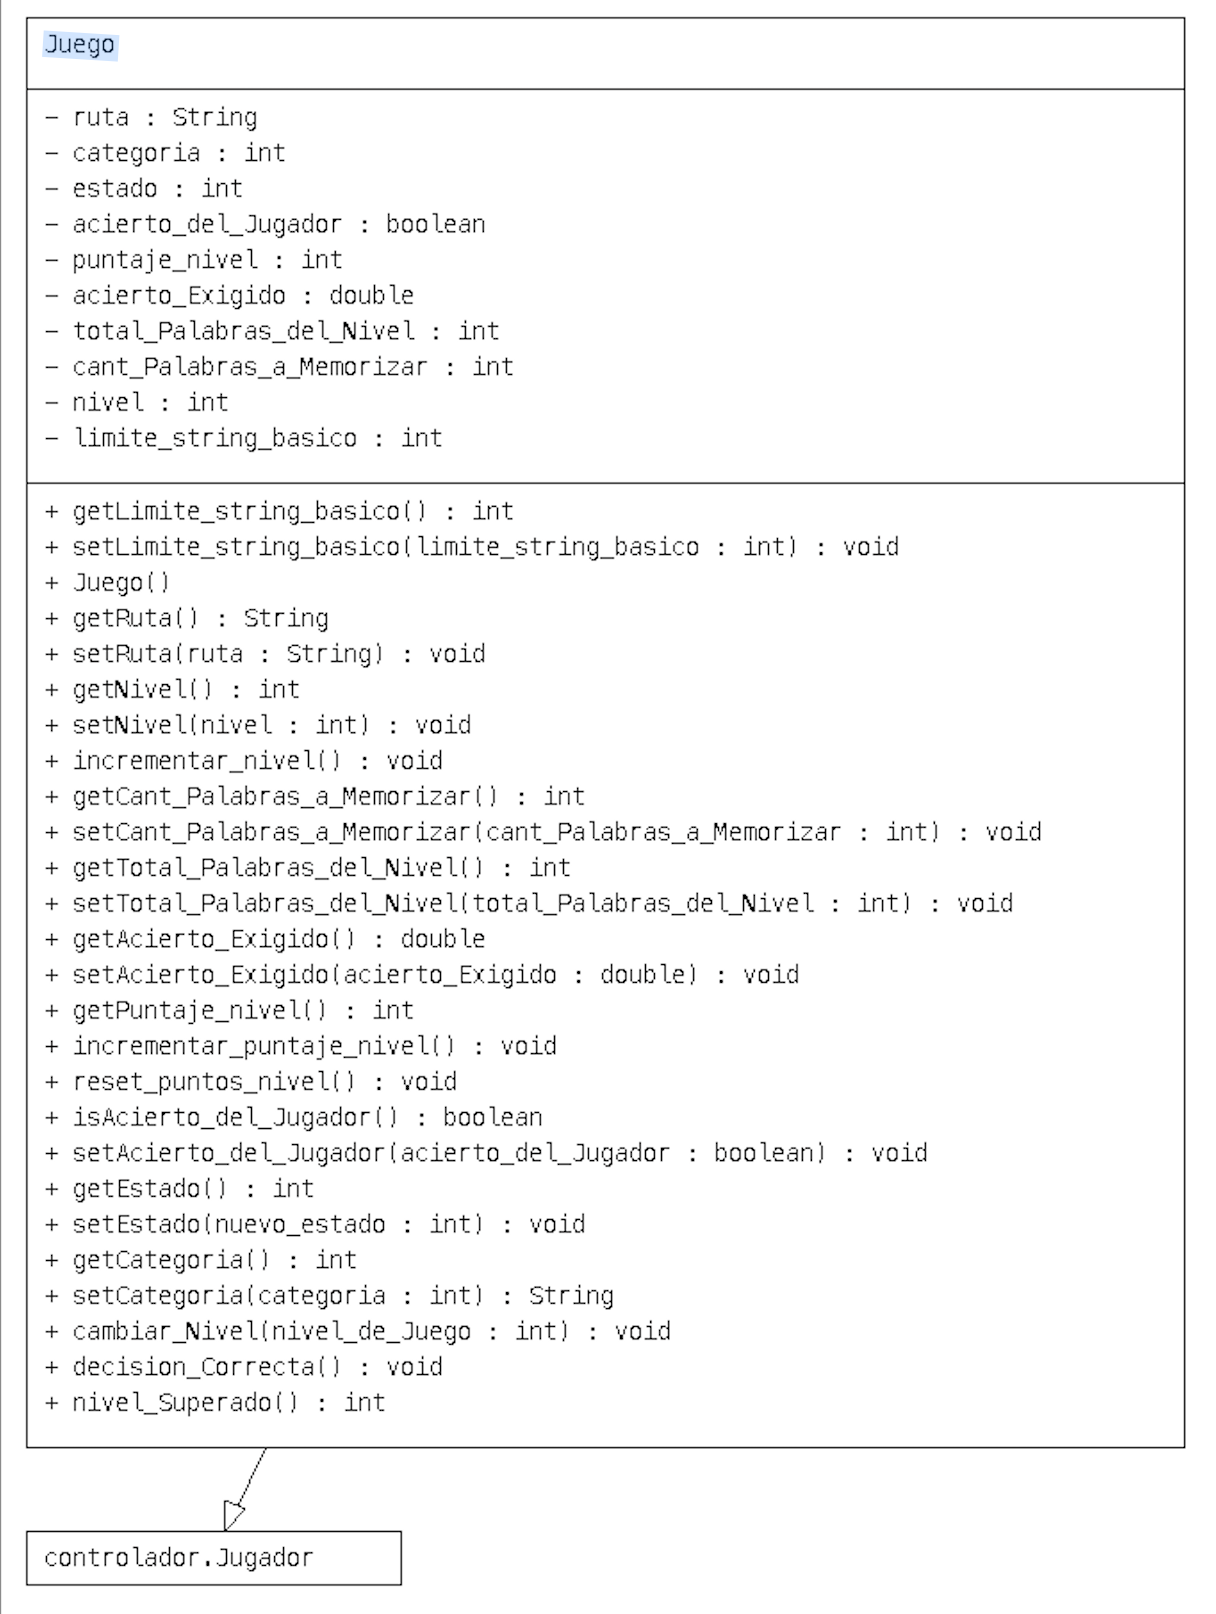 Juego
- ruta : String
- categoria : int
- estado : int
- acierto_del_Jugador : boolean
- puntaje_nivel : int
- acierto_Exigido : double
- total_Palabras_del_Nivel : int
- cant_Palabras_a_Memorizar : int
- nivel : int
- limite_string_basico : int
+ getLimite_string_basico() : int
+ setLimite_string_basico(limite_string_basico : int) : void
+ Juego()
+ getRuta() : String
+ setRuta(ruta : String) : void
+ getNivel() : int
+ setNivel(nivel : int) : void
+ incrementar_nivel() : void
+ getCant_Palabras_a_Memorizar() : int
+ setCant_Palabras_a_Memorizar(cant_Palabras_a_Memorizar : int) : void
+ getTotal_Palabras_del_Nivel() : int
+ setTotal_Palabras_del_Nivel(total_Palabras_del_Nivel : int) : void
+ getAcierto_Exigido() : double
+ setAcierto_Exigido(acierto_Exigido : double) : void
+ getPuntaje_nivel() : int
+ incrementar_puntaje_nivel() : void
+ reset_puntos_nivel() : void
+ isAcierto_del_Jugador() : boolean
+ setAcierto_del_Jugador(acierto_del_Jugador : boolean) : void
+ getEstado() : int
+ setEstado(nuevo_estado : int) : void
+ getCategoria() : int
+ setCategoria(categoria : int) : String
+ cambiar_Nivel(nivel_de_Juego : int) : void
+ decision_Correcta() : void
+ nivel_Superado() : int
controlador.Jugador